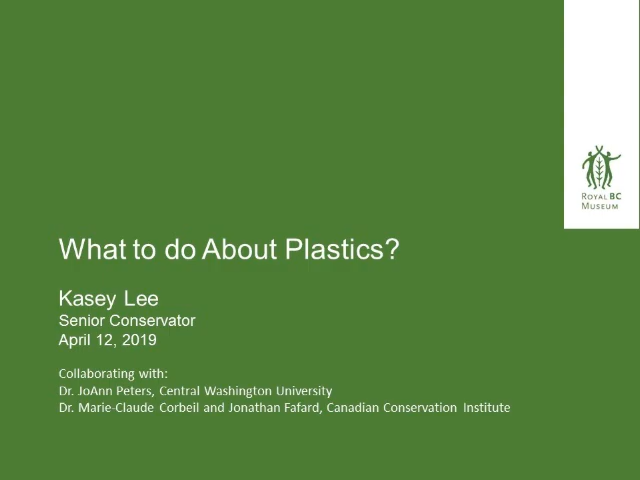 ROYAL BC
MUSEUM
What to do About Plastics?
Kasey Lee
Senior Conservator
April 12, 2019
Collaborating with:
Dr. JoAnn Peters, Central Washington University
Dr. Marie-Claude Corbeil and Jonathan Fafard, Canadian Conservation Institute